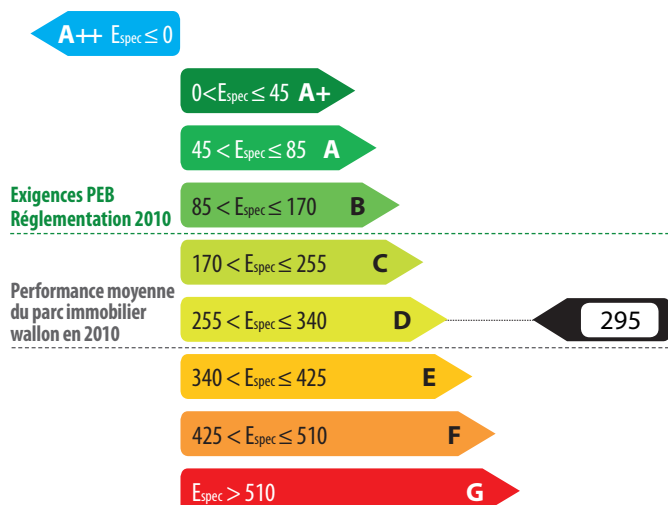 A++ Espec ≤ 0
0<Espec ≤ 45 A+
45 < Espec ≤ 85 A
Exigences PEB
Réglementation 2010
85 < Espec ≤ 170 B
170 < Espec ≤ 255 C
Performance moyenne
du parc immobilier
wallon en 2010
255 < Espec ≤ 340 D
295
340 < Espec ≤ 425 E
425 < Espec ≤ 510 F
Espec > 510 G